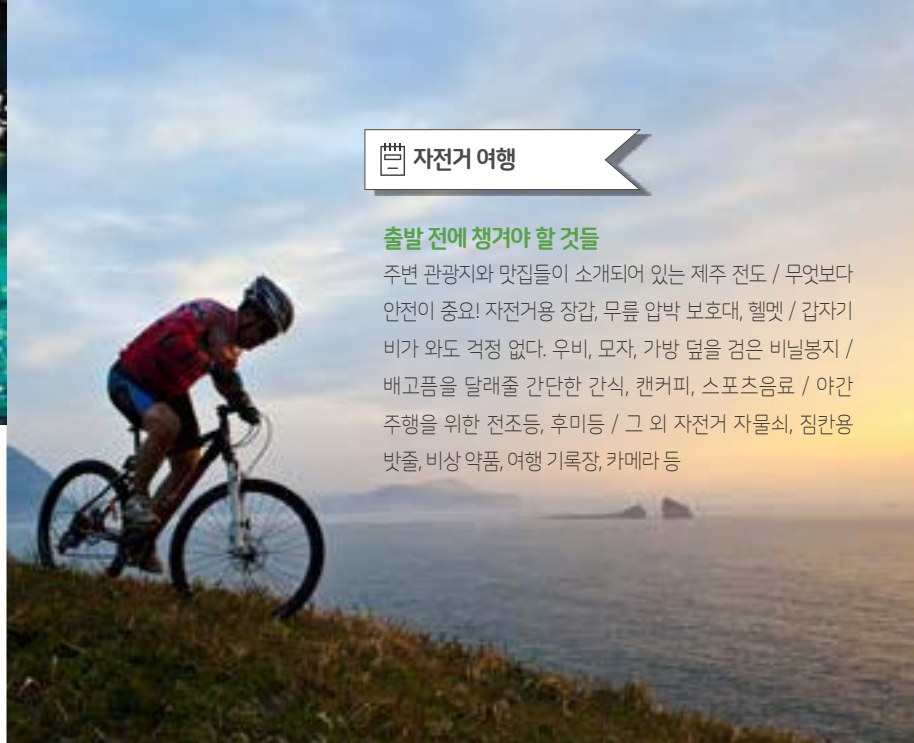 자전거 여행
출발 전에 챙겨야 할 것들
주변 관광지와 맛집들이 소개되어 있는 제주 전도 / 무엇보다
안전이 중요! 자전거용 장갑, 무릎 압박 보호대, 헬멧 / 갑자기
비가 와도 걱정 없다. 우비, 모자, 가방 덮을 검은 비닐봉지 /
배고픔을 달래줄 간단한 간식, 캔커피, 스포츠음료 / 야간
주행을 위한 전조등, 후미등 / 그 외 자전거 자물쇠, 짐칸용
밧줄, 비상 약품, 여행 기록장, 카메라 등